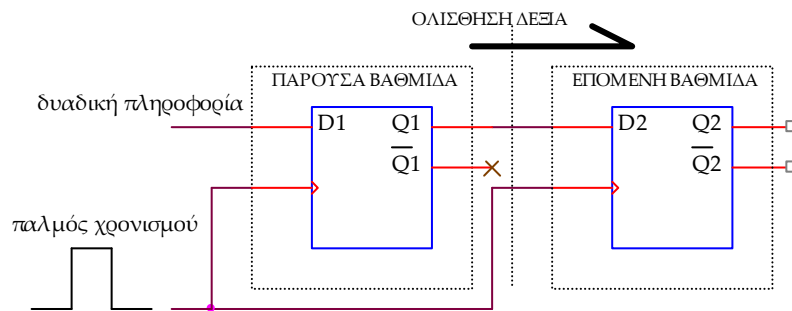 ΟΛΙΣΘΗΣΗ ΔΕΞΙΑ
ΠΑΡΟΥΣΑ ΒΑΘΜΙΔΑ
ΕΠΟΜΕΝΗ ΒΑΘΜΙΔΑ
δυαδική πληροφορία
D1 Q1
Q1
D2 Q2
Q2
παλμός χρονισμού